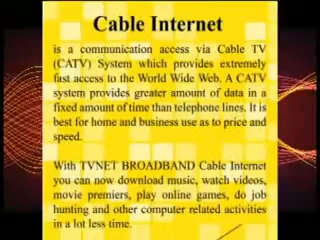 Cable Internet
is a communication access via Cable TV
(CATV) System which provides extremely
fast access to the World Wide Web. A CATV
system provides greater amount of data in a
fixed amount of time than telephone lines. It is
best for home and business use as to price and
speed.
With TVNET BROADBAND Cable Internet
you can now download music, watch videos,
movie premiers, play online games, do job
hunting and other computer related activities
in a lot less time.